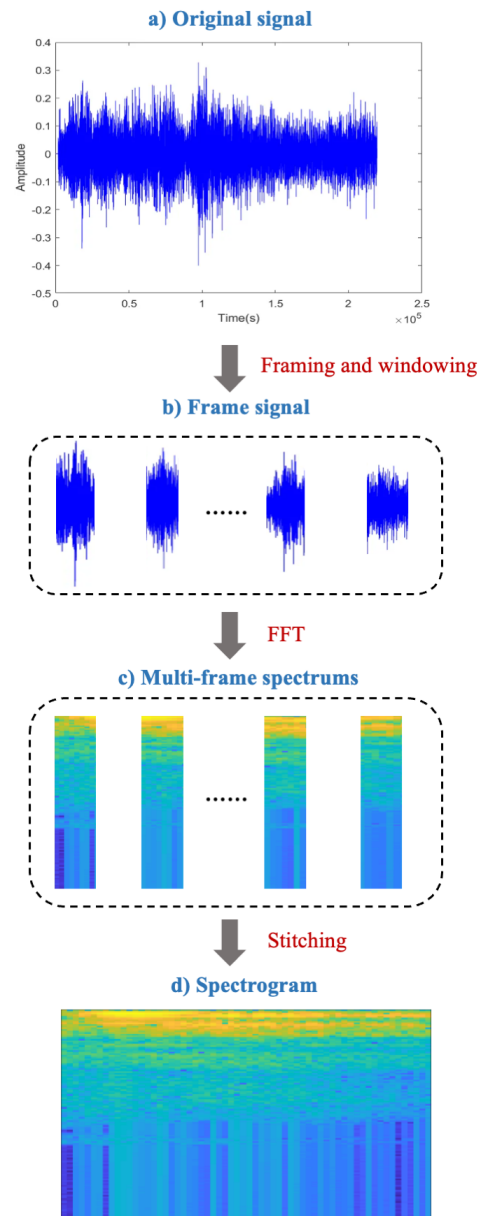 a) Original signal
0.4
0.3
0.2
0.1
0
-0.1
-0.2
-0.3
-0.4
-0.5
Amplitude
0 0.5 1 1.5 2 2.5
Time(s)
×10⁵
Framing and windowing
b) Frame signal
......
FFT
c) Multi-frame spectrums
......
Stitching
d) Spectrogram